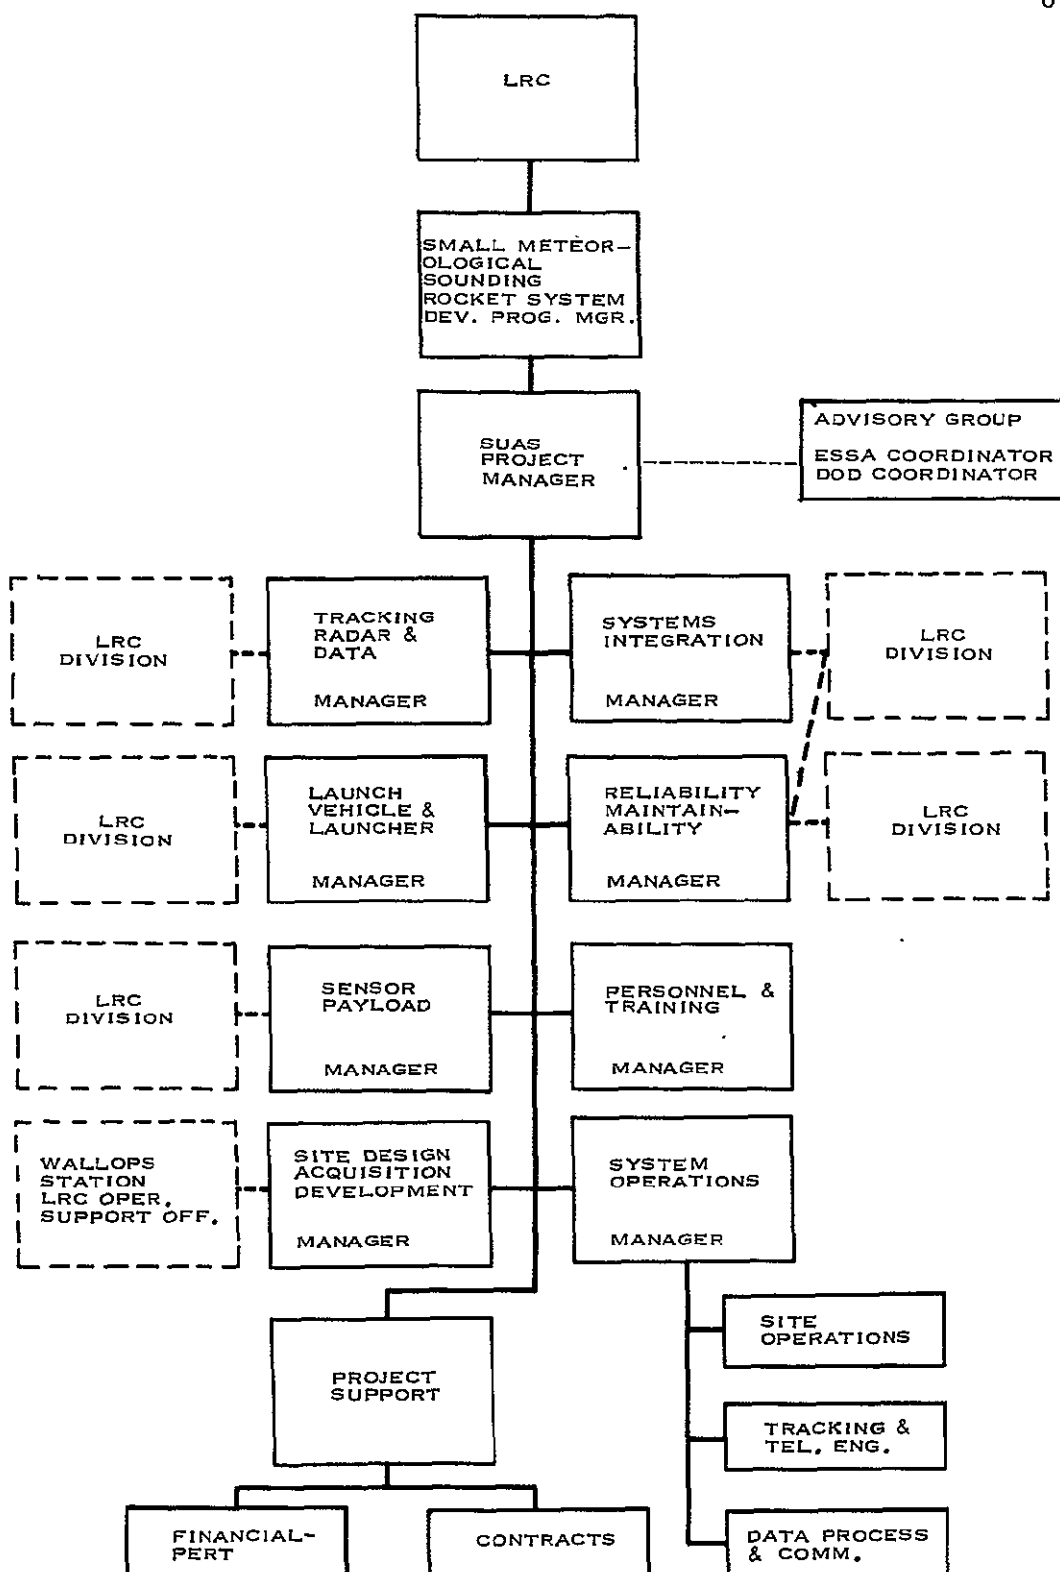 LRC
SMALL METEOR-
OLOGICAL
SOUNDING
ROCKET SYSTEM
DEV. PROG. MGR.
SUAS
PROJECT
MANAGER
ADVISORY GROUP
ESSA COORDINATOR
DOD COORDINATOR
LRC
DIVISION
TRACKING
RADAR &
DATA
MANAGER
SYSTEMS
INTEGRATION
MANAGER
LRC
DIVISION
LRC
DIVISION
LAUNCH
VEHICLE &
LAUNCHER
MANAGER
RELIABILITY
MAINTAIN-
ABILITY
MANAGER
LRC
DIVISION
LRC
DIVISION
SENSOR
PAYLOAD
MANAGER
PERSONNEL &
TRAINING
MANAGER
WALLOPS
STATION
LRC OPER.
SUPPORT OFF.
SITE DESIGN
ACQUISITION
DEVELOPMENT
MANAGER
SYSTEM
OPERATIONS
MANAGER
SITE
OPERATIONS
PROJECT
SUPPORT
TRACKING &
TEL. ENG.
FINANCIAL-
PERT
CONTRACTS
DATA PROCESS
& COMM.